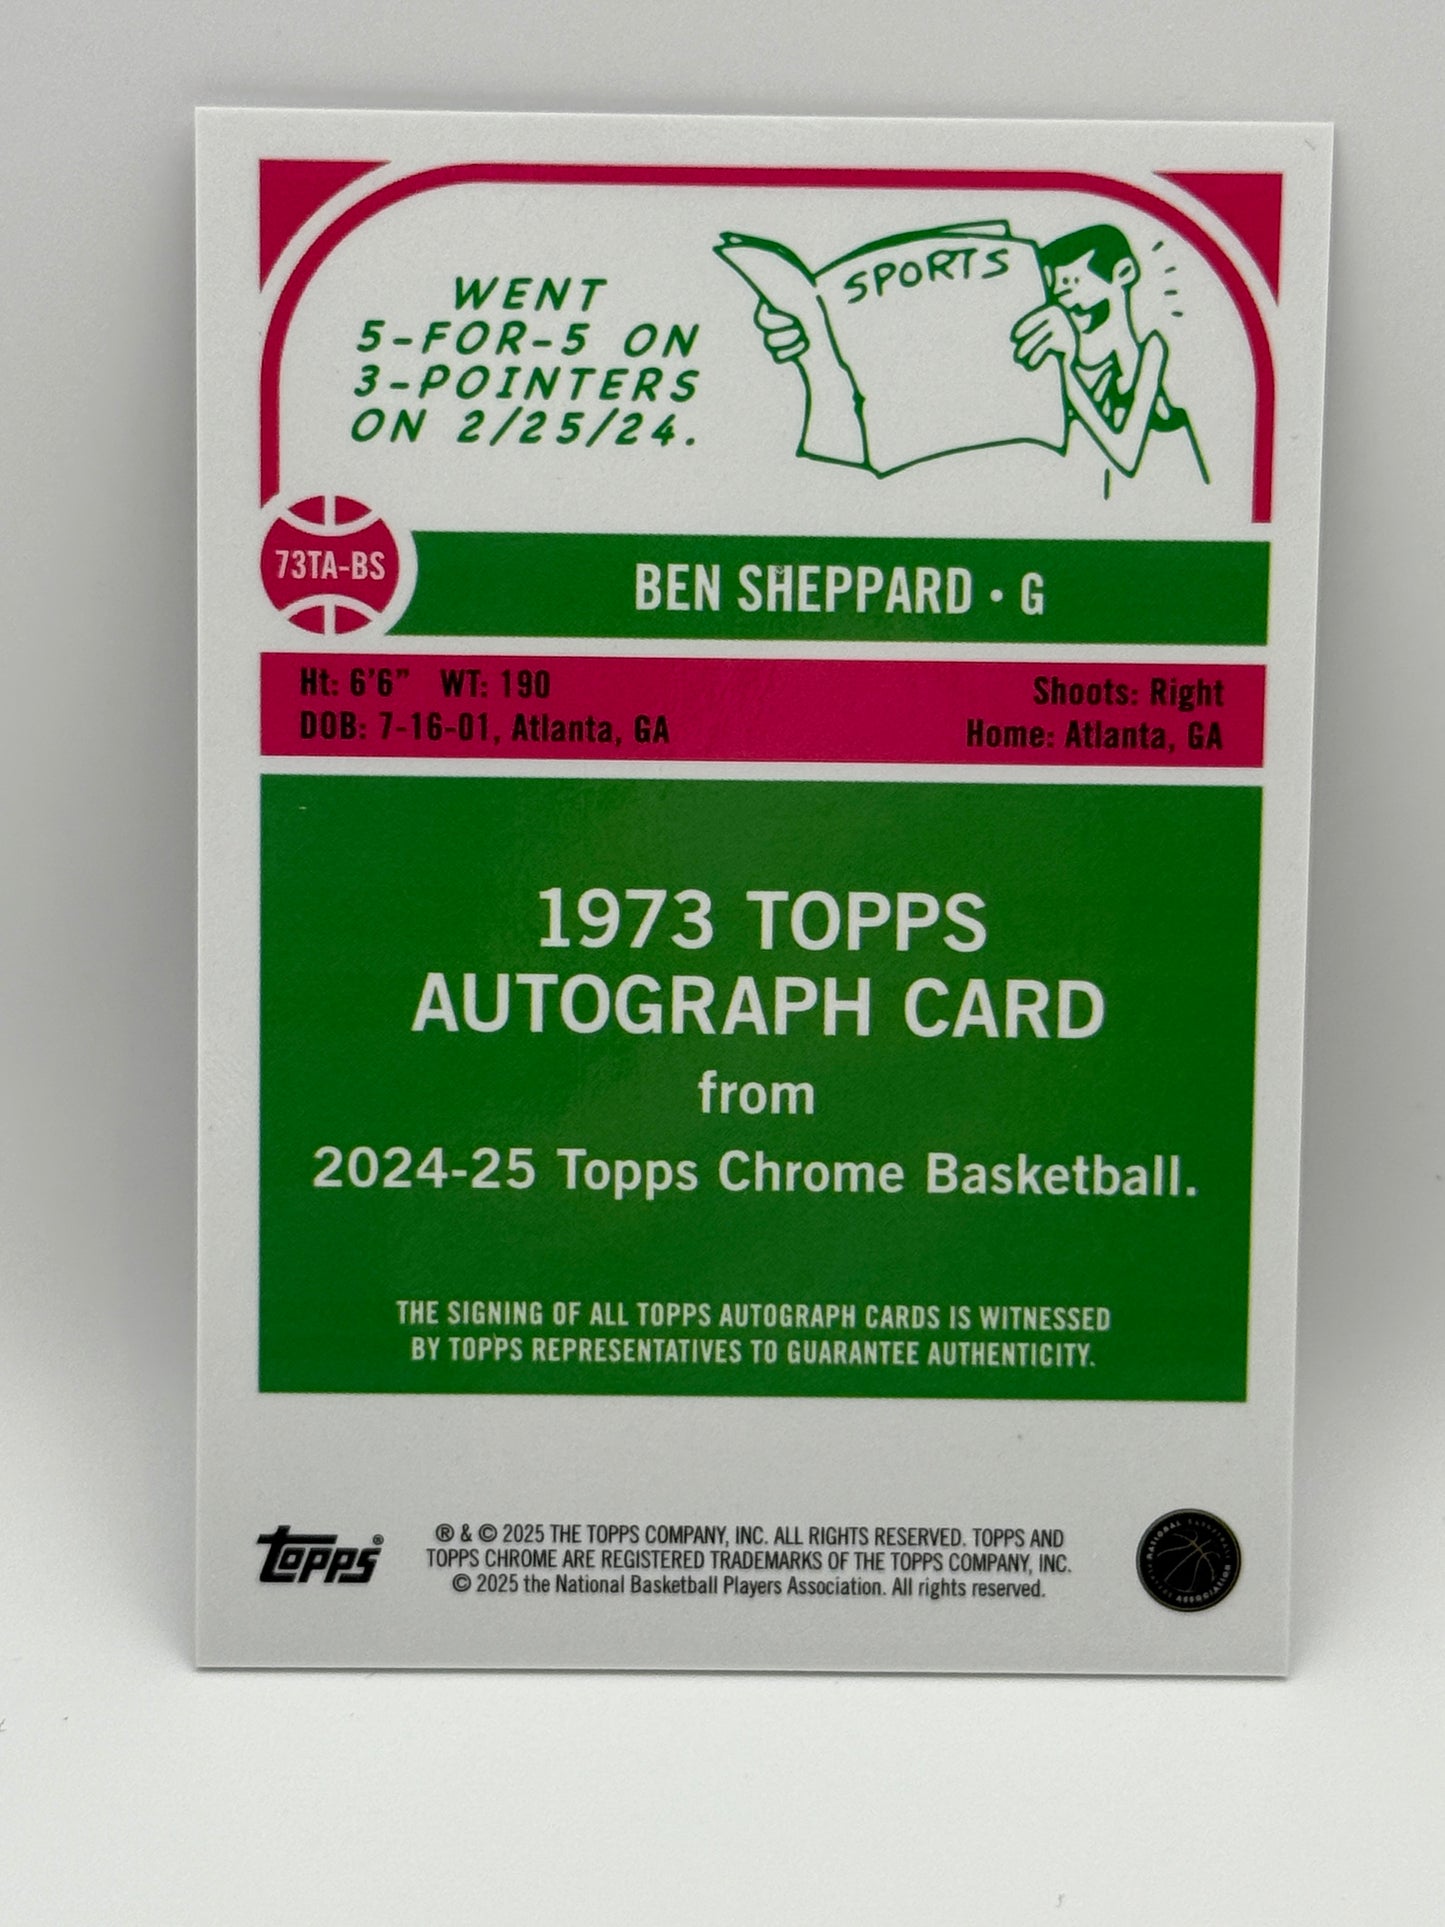 WENT
5-FOR-5 ON
3-POINTERS
ON 2/25/24.
SPORTS
73TA-BS
BEN SHEPPARD • G
Ht: 6'6" WT: 190
DOB: 7-16-01, Atlanta, GA
Shoots: Right
Home: Atlanta, GA
1973 TOPPS
AUTOGRAPH CARD
from
2024-25 Topps Chrome Basketball.
THE SIGNING OF ALL TOPPS AUTOGRAPH CARDS IS WITNESSED
BY TOPPS REPRESENTATIVES TO GUARANTEE AUTHENTICITY.
topps®
® & © 2025 THE TOPPS COMPANY, INC. ALL RIGHTS RESERVED. TOPPS AND
TOPPS CHROME ARE REGISTERED TRADEMARKS OF THE TOPPS COMPANY, INC.
© 2025 the National Basketball Players Association. All rights reserved.
NATIONAL BASKETBALL PLAYERS ASSOCIATION